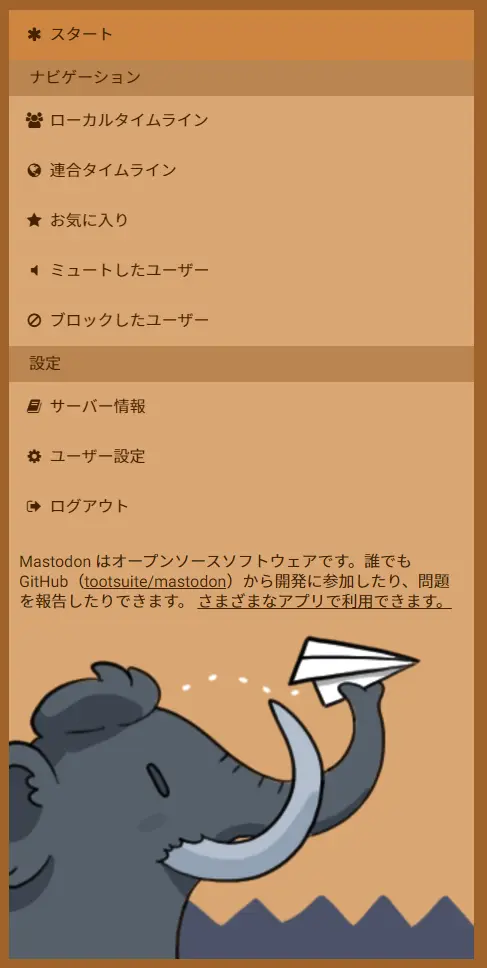 スタート
ナビゲーション
ローカルタイムライン
連合タイムライン
お気に入り
ミュートしたユーザー
ブロックしたユーザー
設定
サーバー情報
ユーザー設定
ログアウト
Mastodon はオープンソースソフトウェアです。誰でも
GitHub（tootsuite/mastodon）から開発に参加したり、問題
を報告したりできます。 さまざまなアプリで利用できます。